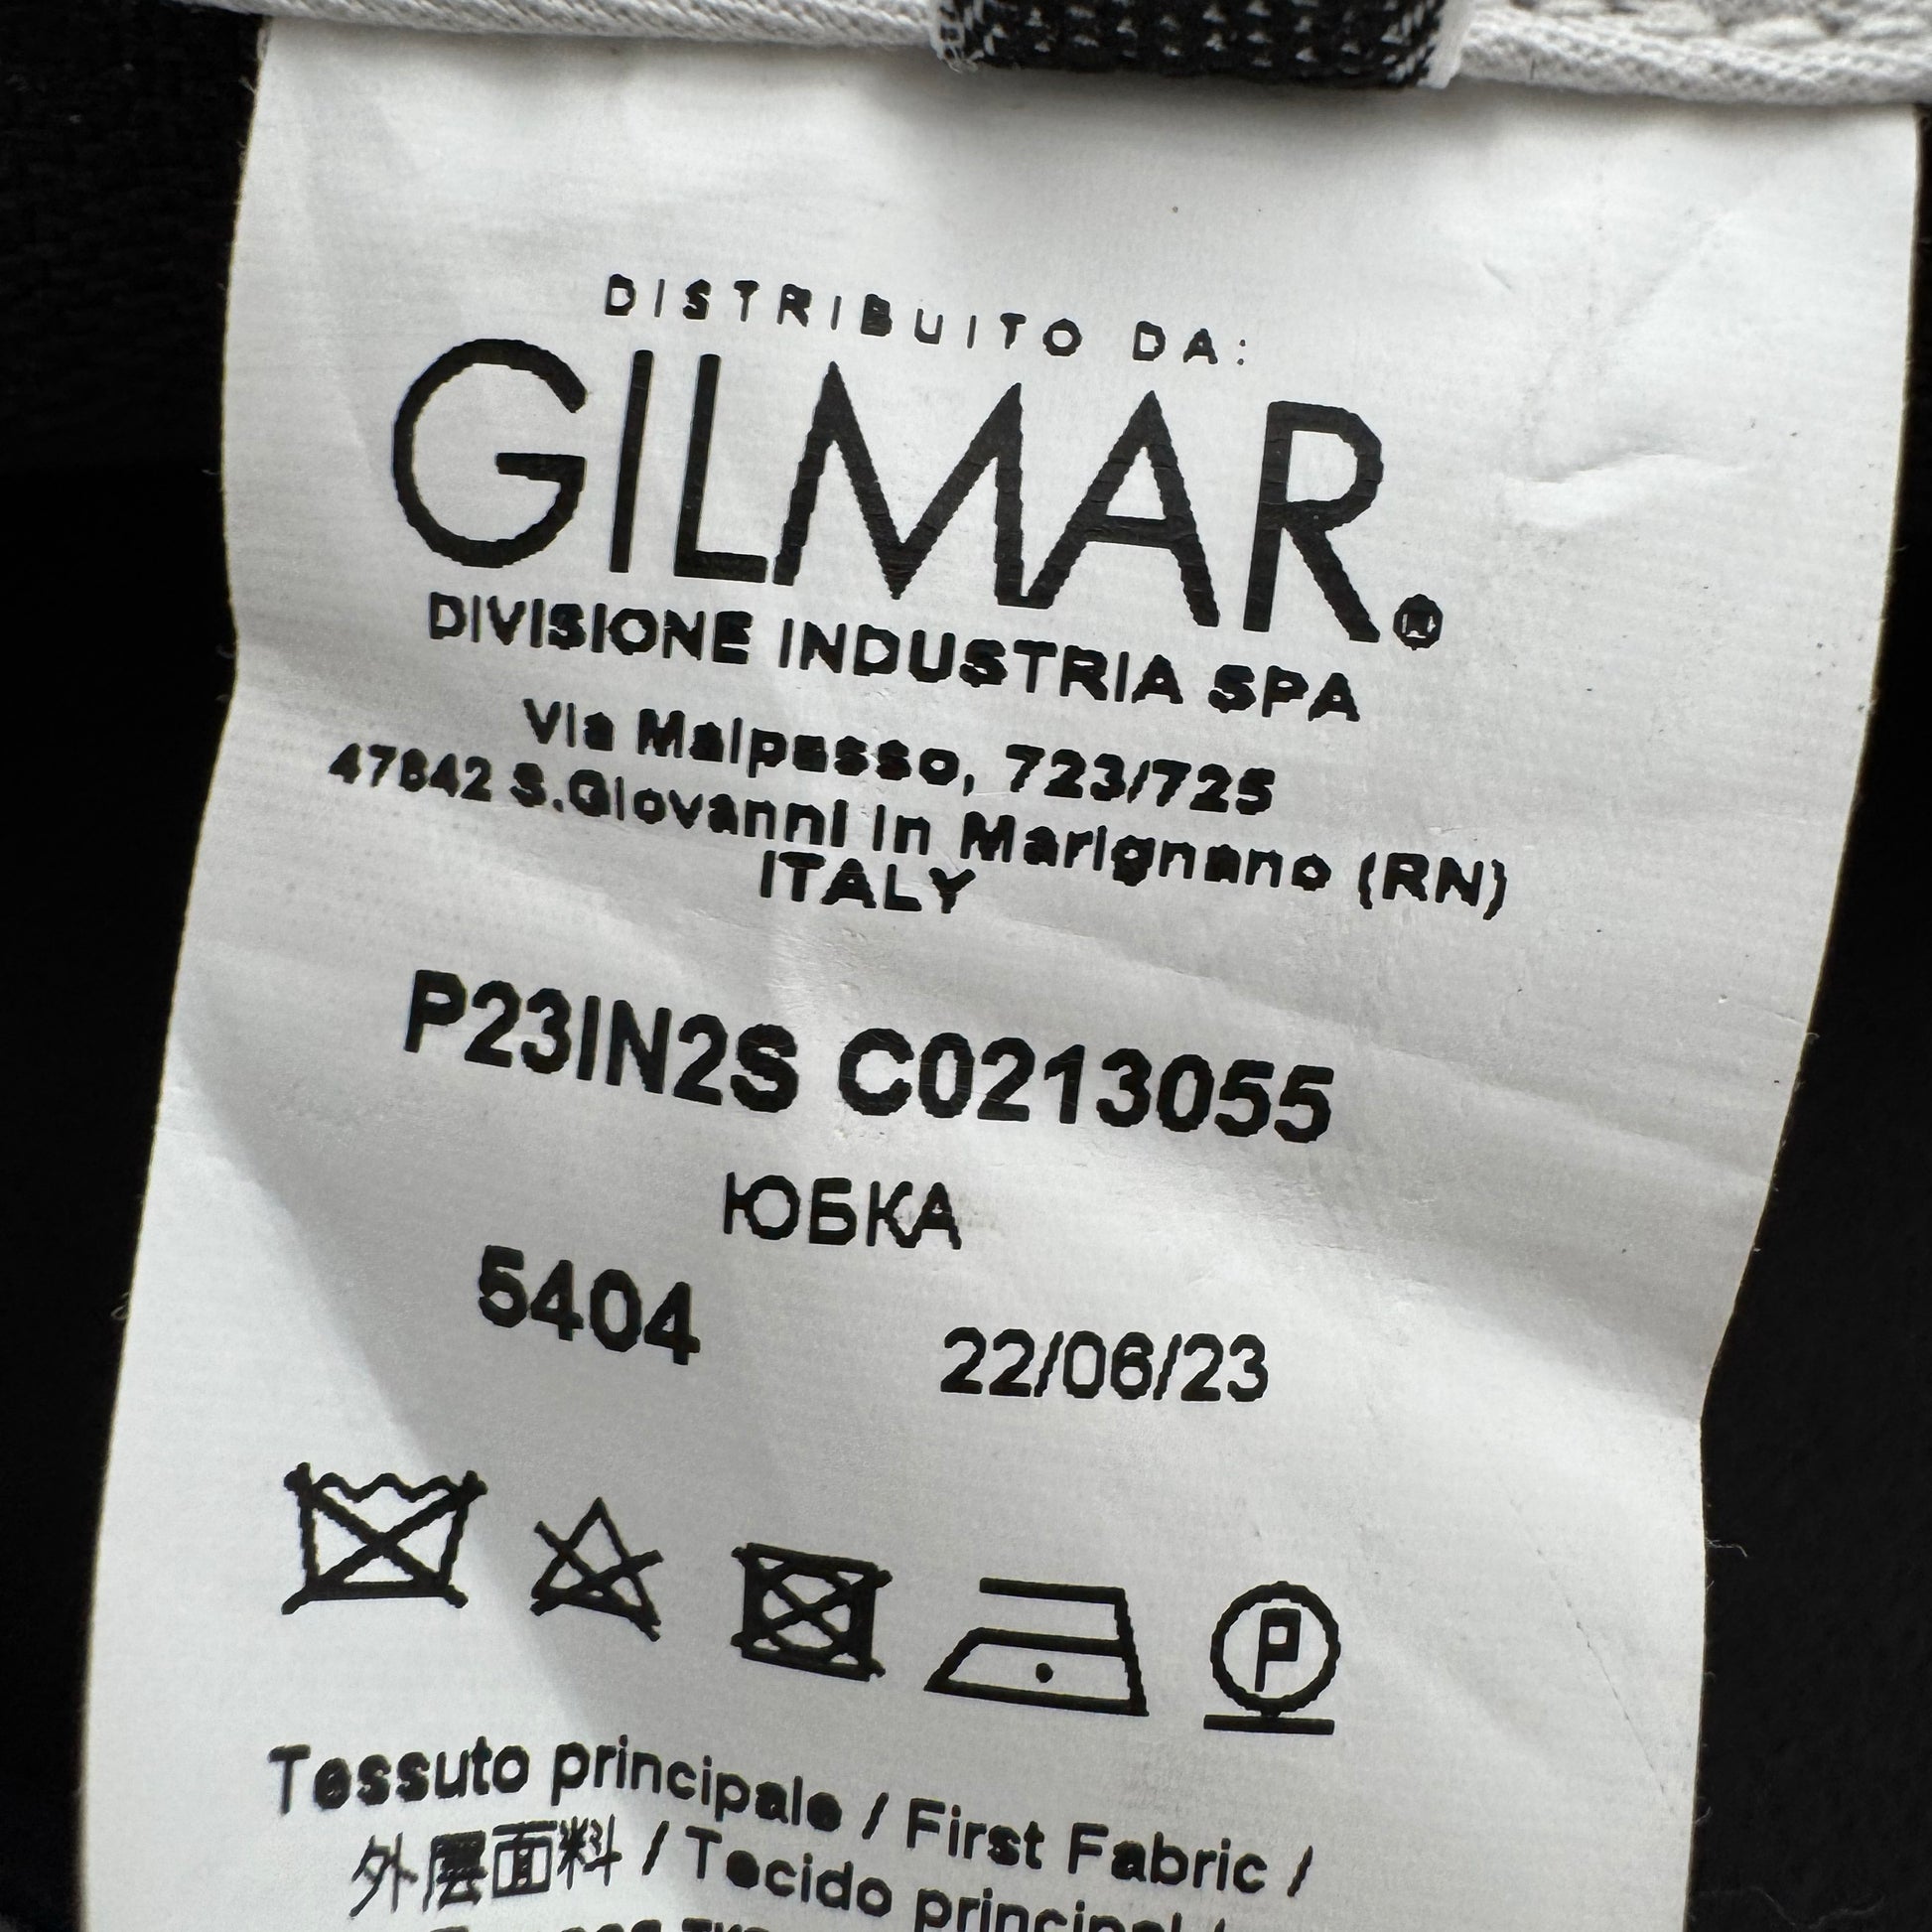 DISTRIBUITO DA:
GILMAR.®
DIVISIONE INDUSTRIA SPA
Via Malpasso, 723/725
47842 S.Giovanni in Marignano (RN)
ITALY
P23IN2S C0213055
ЮБКА
5404 22/06/23
P
Tessuto principale / First Fabric /
外层面料 / Tecido principal /